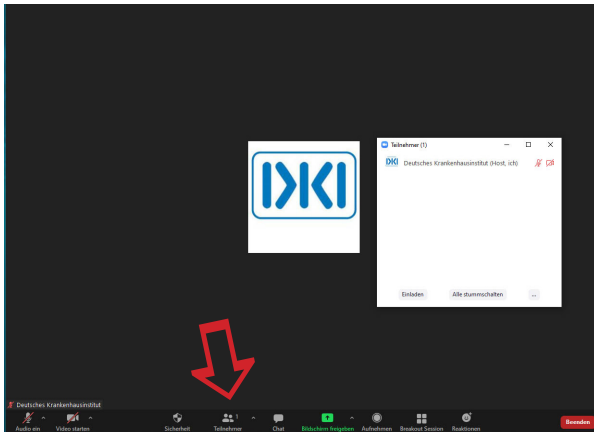 Teilnehmer (1)
DKI Deutsches Krankenhausinstitut (Host, ich)
DKI
Einladen Alle stummschalten ...
Deutsches Krankenhausinstitut
1
Audio ein Video starten Sicherheit Teilnehmer Chat Bildschirm freigeben Aufnehmen Breakout Session Reaktionen Beenden